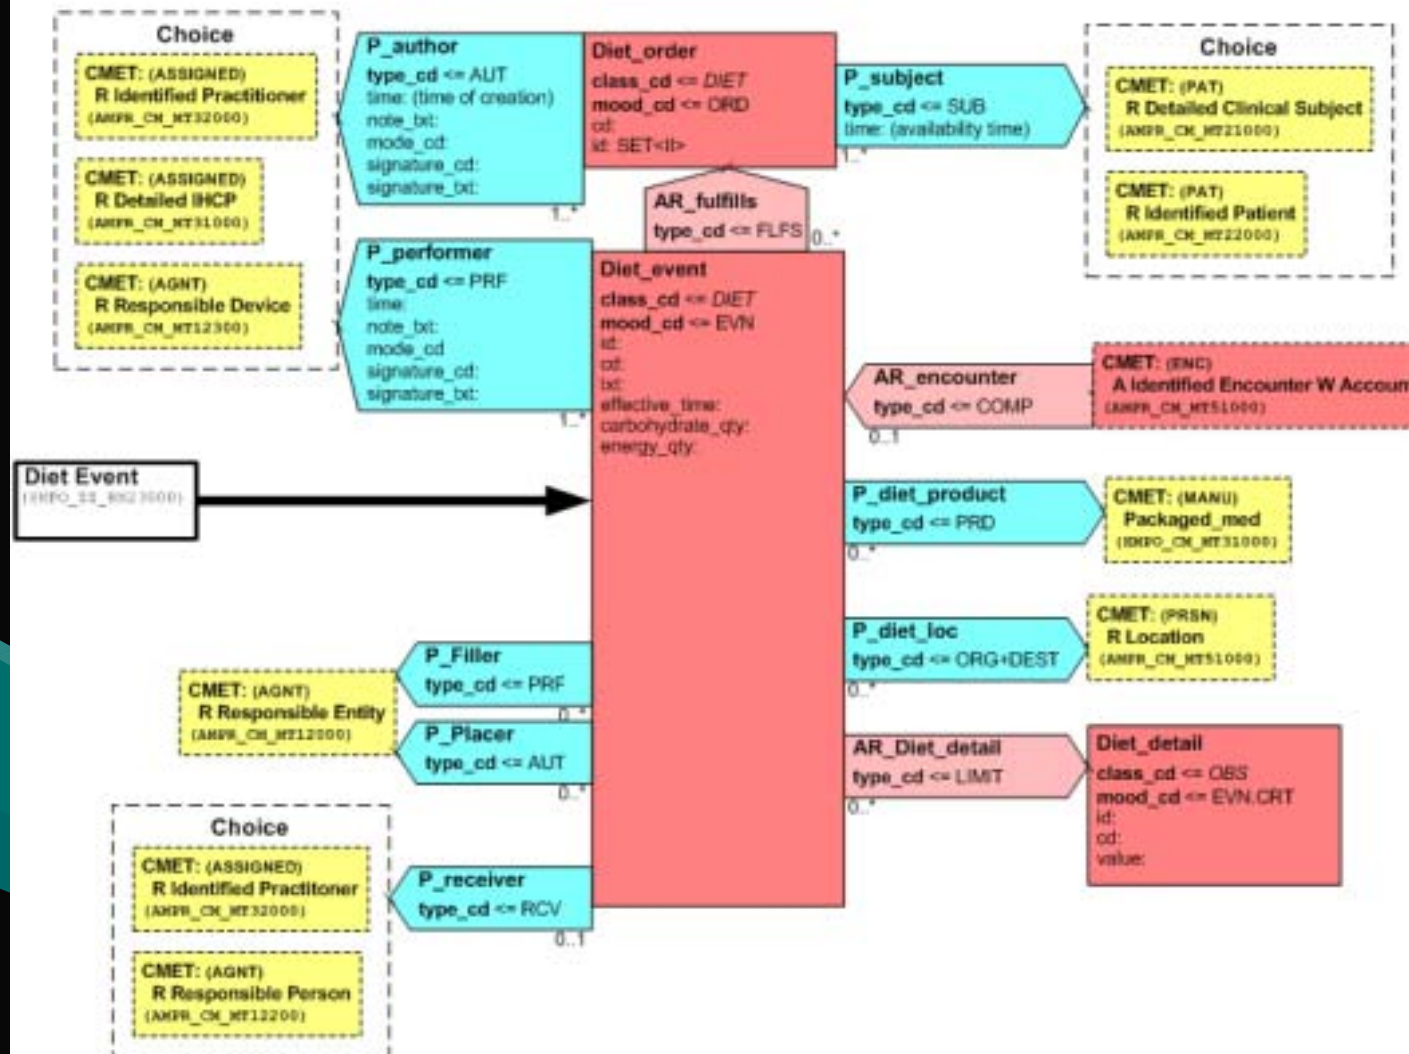 Choice
CMET: (ASSIGNED)
R Identified Practitioner
(AMPR_CM_MT32000)
CMET: (ASSIGNED)
R Detailed IHCP
(AMPR_CM_MT31000)
CMET: (AGNT)
R Responsible Device
(AMPR_CM_MT12300)
P_author
type_cd <= AUT
time: (time of creation)
note_txt:
mode_cd:
signature_cd:
signature_txt:
1..*
Diet_order
class_cd <= DIET
mood_cd <= ORD
cd:
id: SET<II>
P_subject
type_cd <= SUB
time: (availability time)
1..*
Choice
CMET: (PAT)
R Detailed Clinical Subject
(AMPR_CM_MT21000)
CMET: (PAT)
R Identified Patient
(AMPR_CM_MT22000)
AR_fulfills
type_cd <= FLFS
0..*
P_performer
type_cd <= PRF
time:
note_txt:
mode_cd
signature_cd:
signature_txt:
1..*
Diet_event
class_cd <= DIET
mood_cd <= EVN
id:
cd:
txt:
effective_time:
carbohydrate_qty:
energy_qty:
AR_encounter
type_cd <= COMP
0..1
CMET: (ENC)
A Identified Encounter W Accoun
(AMPR_CM_MT51000)
Diet Event
P_diet_product
type_cd <= PRD
0..*
CMET: (MANU)
Packaged_med
P_diet_loc
type_cd <= ORG+DEST
0..*
CMET: (PRSN)
R Location
(AMPR_CM_MT51000)
P_Filler
type_cd <= PRF
0..*
CMET: (AGNT)
R Responsible Entity
(AMPR_CM_MT12000)
P_Placer
type_cd <= AUT
0..*
AR_Diet_detail
type_cd <= LIMIT
0..*
Diet_detail
class_cd <= OBS
mood_cd <= EVN.CRT
id:
cd:
value:
Choice
CMET: (ASSIGNED)
R Identified Practitoner
(AMPR_CM_MT32000)
CMET: (AGNT)
R Responsible Person
(AMPR_CM_MT12200)
P_receiver
type_cd <= RCV
0..1